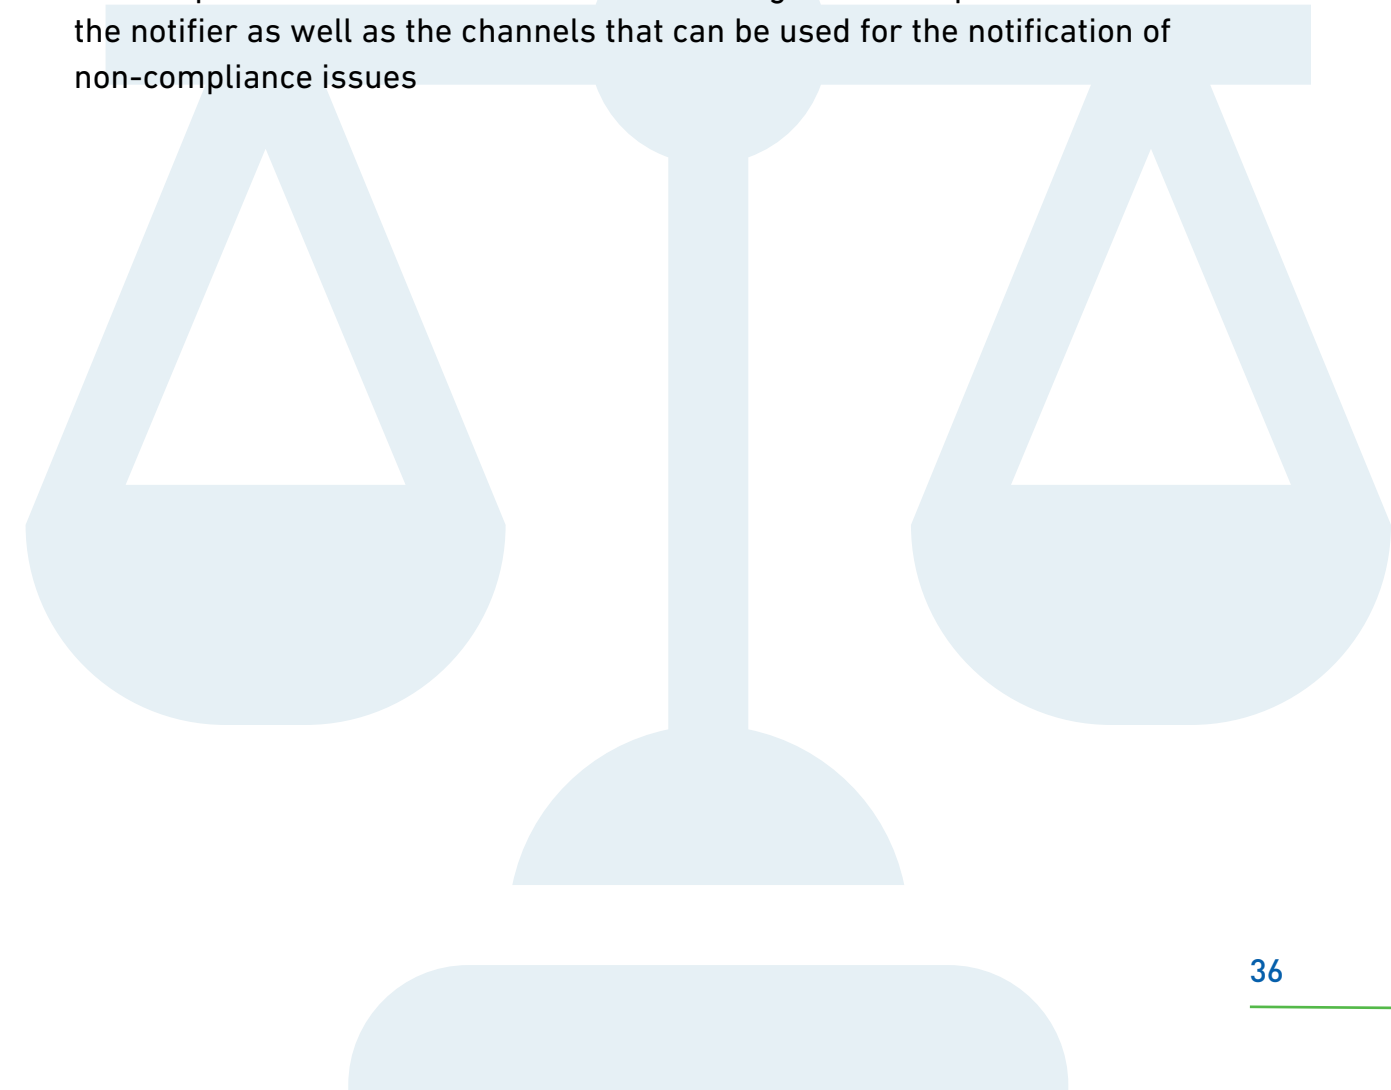 the notifier as well as the channels that can be used for the notification of
non-compliance issues
36